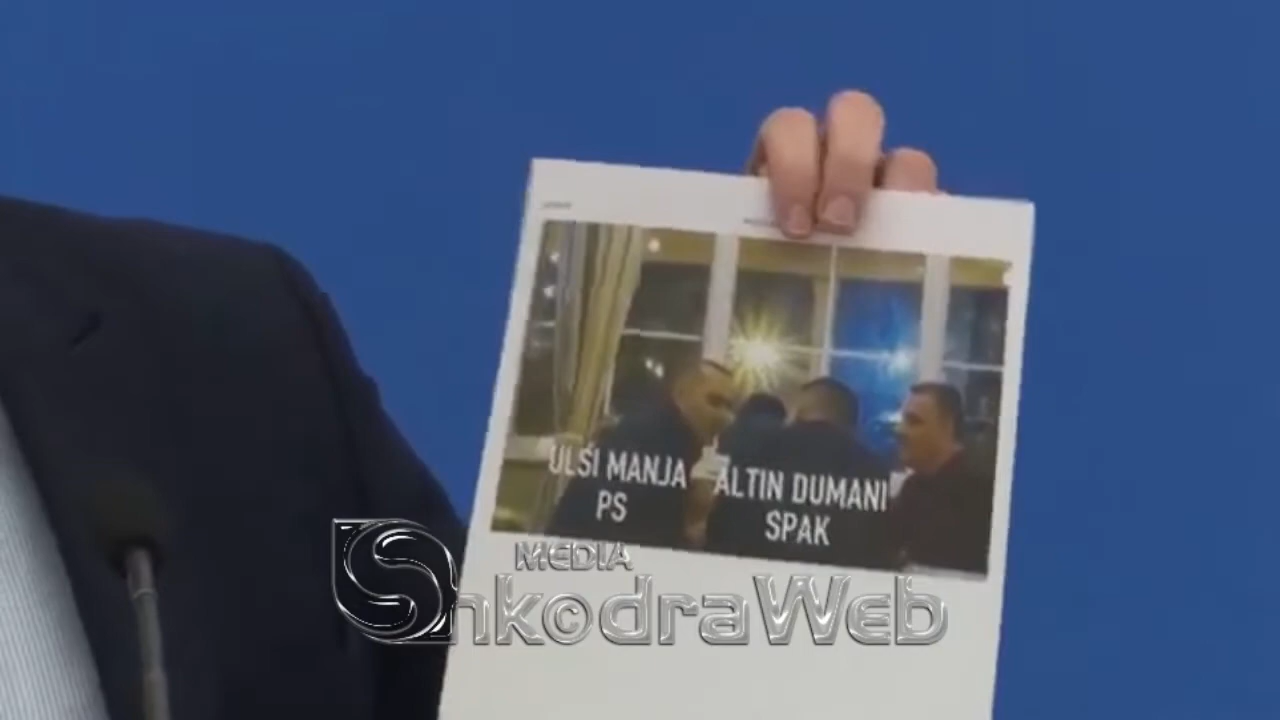 ULSI MANJA
PS
ALTIN DUMANI
SPAK
MEDIA
ShkodraWeb